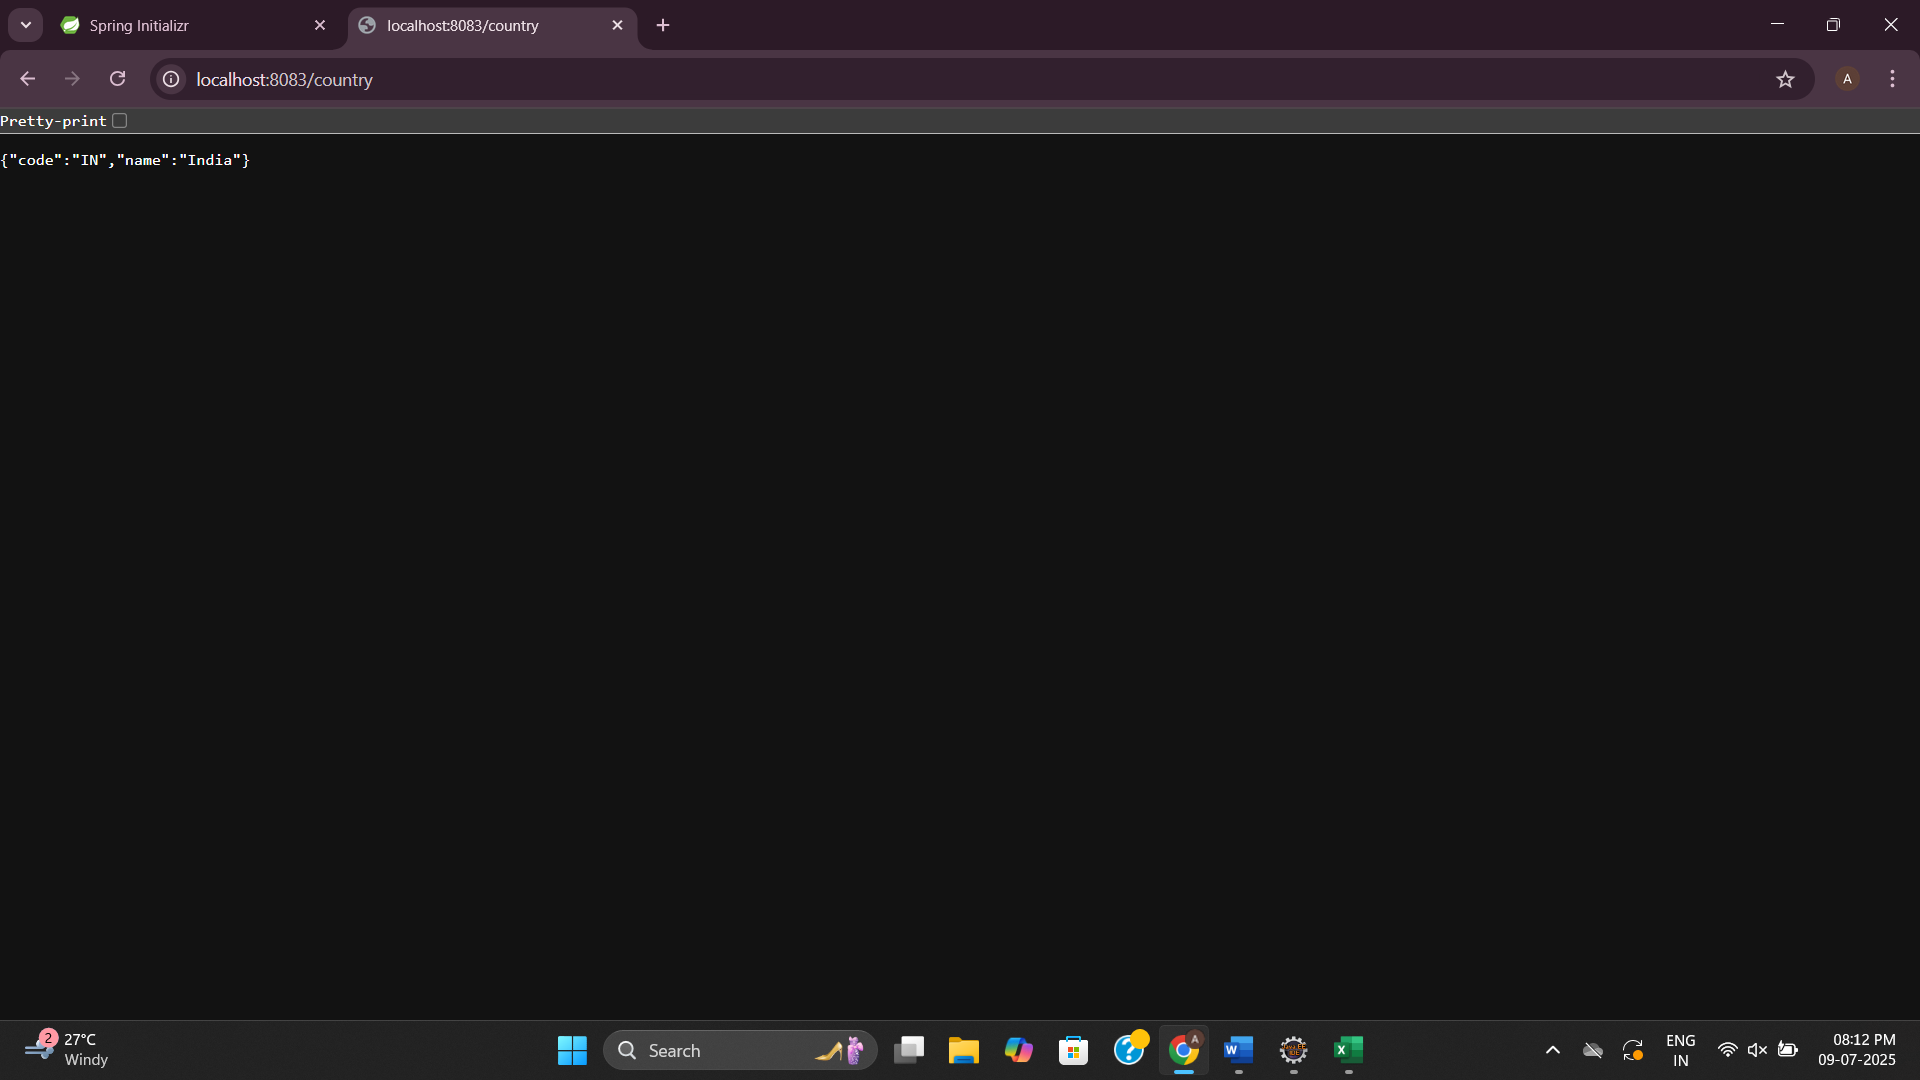 Spring Initializr
localhost:8083/country
localhost:8083/country
A
Pretty-print
{"code":"IN","name":"India"}
2
27°C
Windy
Search
A
W
X
ENG
IN
08:12 PM
09-07-2025